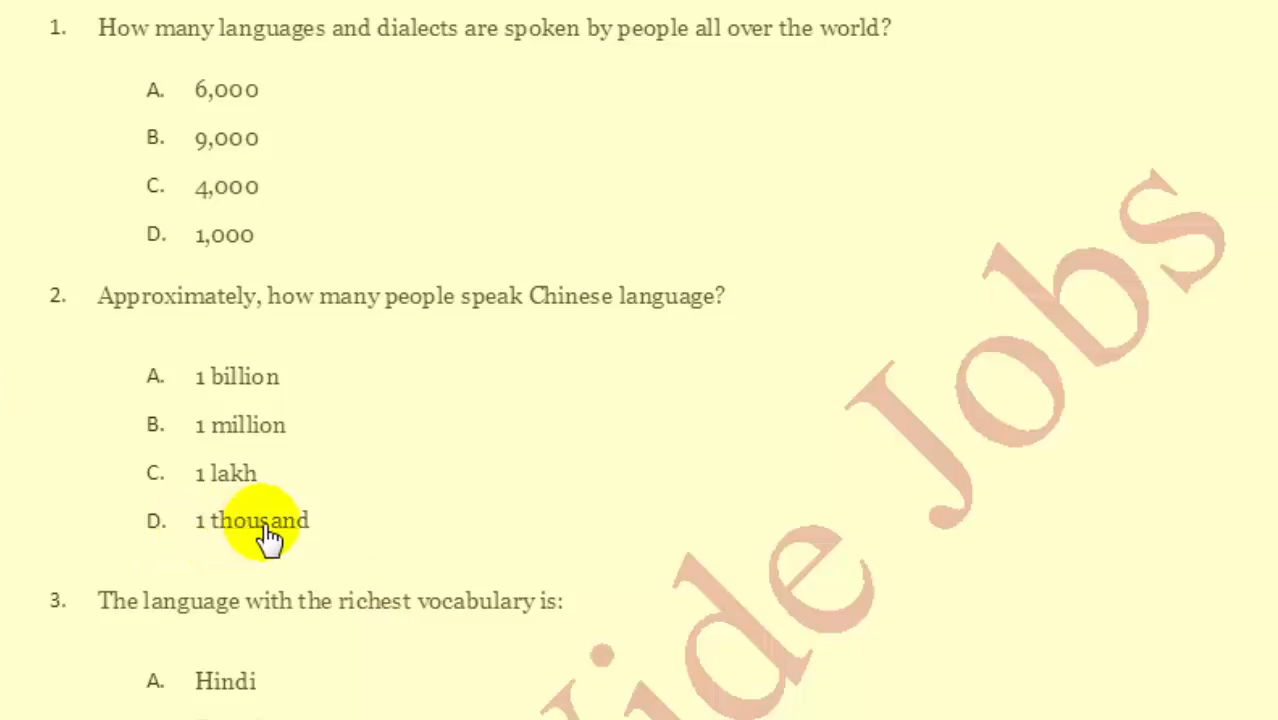 1. How many languages and dialects are spoken by people all over the world?
A. 6,000
B. 9,000
C. 4,000
D. 1,000
2. Approximately, how many people speak Chinese language?
A. 1 billion
B. 1 million
C. 1 lakh
D. 1 thousand
3. The language with the richest vocabulary is:
A. Hindi
ide Jobs